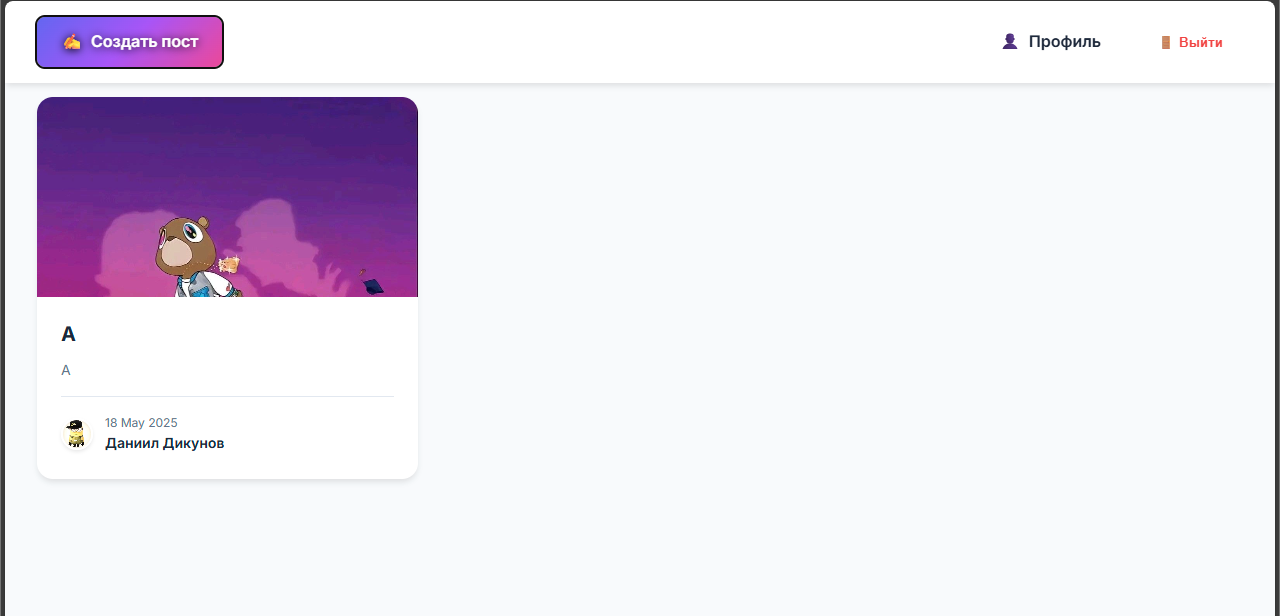 Создать пост
Профиль
Выйти
A
A
18 May 2025
Даниил Дикунов